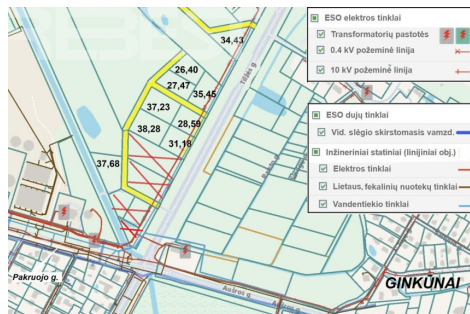 ESO elektros tinklai
Transformatorių pastotės
0.4 kV požeminė linija
10 kV požeminė linija
ESO dujų tinklai
Vid. slėgio skirstomasis vamzd.
Inžineriniai statiniai (linijiniai obj.)
Elektros tinklai
Lietaus, fekalinių nuotekų tinklai
Vandentiekio tinklai
34,43
26,40
27,47
35,45
37,23
28,59
38,28
31,18
37,68
Tilžės g.
Pakruojo g.
Aušros g.
GINKŪNAI